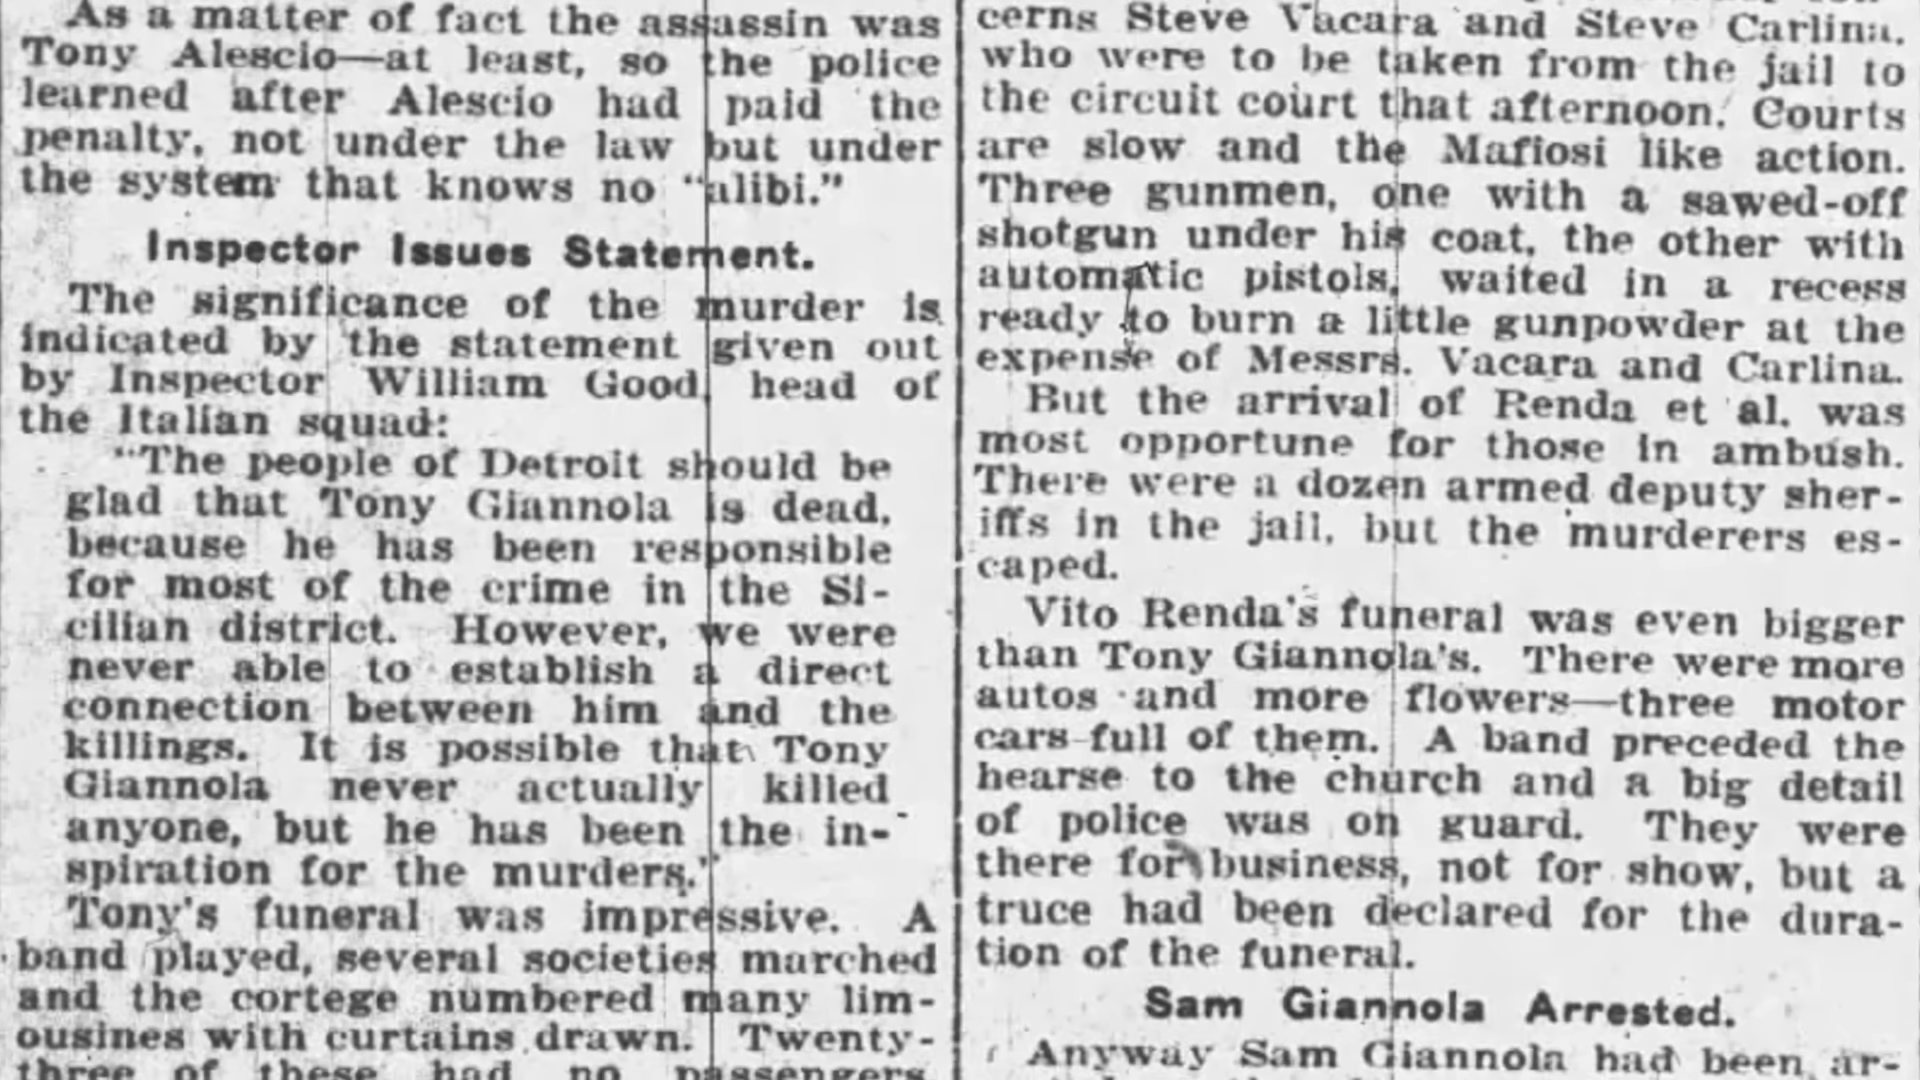 As a matter of fact the assassin was
Tony Alescio—at least, so the police
learned after Alescio had paid the
penalty, not under the law but under
the system that knows no "alibi."
Inspector Issues Statement.
The significance of the murder is
indicated by the statement given out
by Inspector William Good, head of
the Italian squad:
"The people of Detroit should be
glad that Tony Giannola is dead,
because he has been responsible
for most of the crime in the Si-
cilian district. However, we were
never able to establish a direct
connection between him and the
killings. It is possible that Tony
Giannola never actually killed
anyone, but he has been the in-
spiration for the murders."
Tony's funeral was impressive. A
band played, several societies marched
and the cortege numbered many lim-
ousines with curtains drawn. Twenty-
three of these had no passengers,
cerns Steve Vacara and Steve Carlina,
who were to be taken from the jail to
the circuit court that afternoon. Courts
are slow and the Mafiosi like action.
Three gunmen, one with a sawed-off
shotgun under his coat, the other with
automatic pistols, waited in a recess
ready to burn a little gunpowder at the
expense of Messrs. Vacara and Carlina.
But the arrival of Renda et al. was
most opportune for those in ambush.
There were a dozen armed deputy sher-
iffs in the jail, but the murderers es-
caped.
Vito Renda's funeral was even bigger
than Tony Giannola's. There were more
autos and more flowers—three motor
cars full of them. A band preceded the
hearse to the church and a big detail
of police was on guard. They were
there for business, not for show, but a
truce had been declared for the dura-
tion of the funeral.
Sam Giannola Arrested.
Anyway Sam Giannola had been ar-